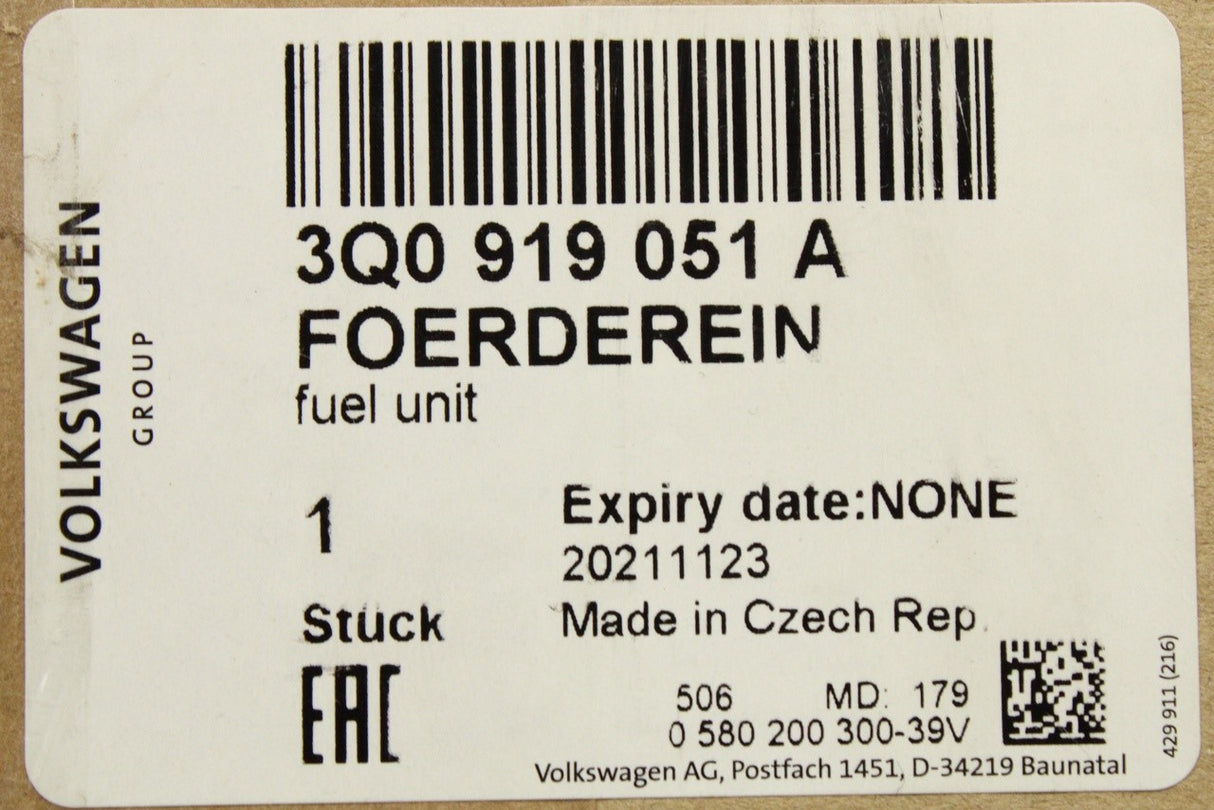 VOLKSWAGEN
GROUP
3Q0 919 051 A
FOERDEREIN
fuel unit
1
Expiry date:NONE
20211123
Stück
Made in Czech Rep.
EAC
506 MD: 179
0 580 200 300-39V
Volkswagen AG, Postfach 1451, D-34219 Baunatal
429 911 (216)